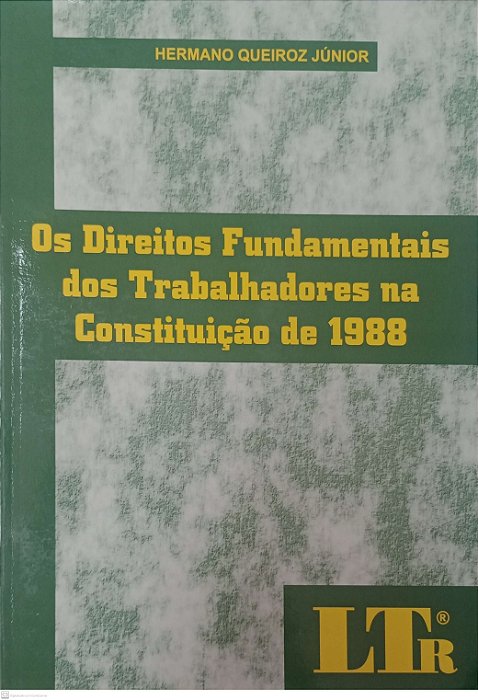 HERMANO QUEIROZ JÚNIOR
Os Direitos Fundamentais
dos Trabalhadores na
Constituição de 1988
LTR®